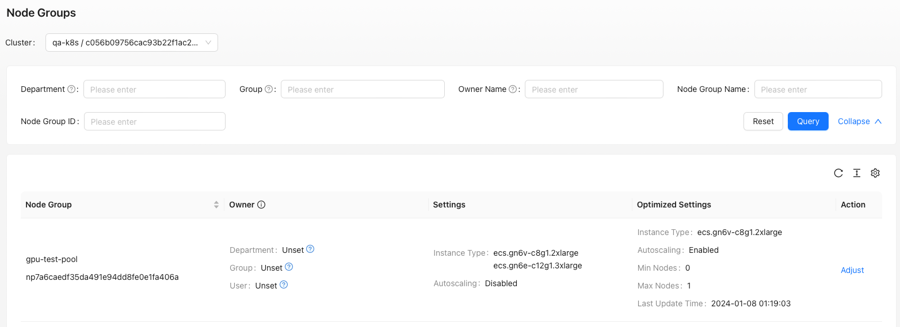 Node Groups
Cluster: qa-k8s / c056b09756cac93b22f1ac2...
Department : Please enter Group : Please enter Owner Name : Please enter Node Group Name : Please enter
Node Group ID : Please enter Reset Query Collapse
Node Group Owner Settings Optimized Settings Action
gpu-test-pool
np7a6caedf35da491e94dd8fe0e1fa406a
Department : Unset
Group : Unset
User : Unset
Instance Type : ecs.gn6v-c8g1.2xlarge
ecs.gn6e-c12g1.3xlarge
Autoscaling : Disabled
Instance Type : ecs.gn6v-c8g1.2xlarge
Autoscaling : Enabled
Min Nodes : 0
Max Nodes : 1
Last Update Time : 2024-01-08 01:19:03
Adjust